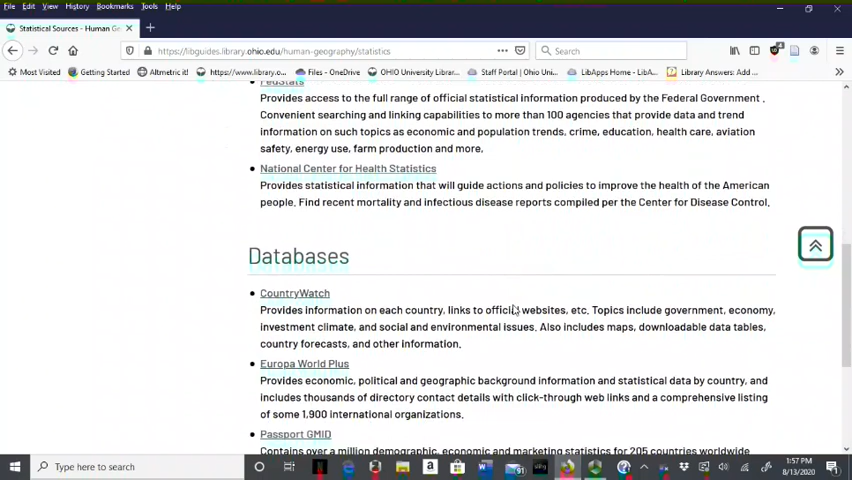 File Edit View History Bookmarks Tools Help
Statistical Sources - Human Ge
https://libguides.library.ohio.edu/human-geography/statistics
Search
Most Visited Getting Started Altmetric it! https://www.library.o... Files - OneDrive OHIO University Librar... Staff Portal | Ohio Uni... LibApps Home - LibA... Library Answers: Add ...
FedStats
Provides access to the full range of official statistical information produced by the Federal Government .
Convenient searching and linking capabilities to more than 100 agencies that provide data and trend
information on such topics as economic and population trends, crime, education, health care, aviation
safety, energy use, farm production and more,
National Center for Health Statistics
Provides statistical information that will guide actions and policies to improve the health of the American
people. Find recent mortality and infectious disease reports compiled per the Center for Disease Control.
Databases
CountryWatch
Provides information on each country, links to official websites, etc. Topics include government, economy,
investment climate, and social and environmental issues. Also includes maps, downloadable data tables,
country forecasts, and other information.
Europa World Plus
Provides economic, political and geographic background information and statistical data by country, and
includes thousands of directory contact details with click-through web links and a comprehensive listing
of some 1,900 international organizations.
Passport GMID
Contains over a million demographic, economic and marketing statistics for 205 countries worldwide
Type here to search
91
1:57 PM
8/13/2020